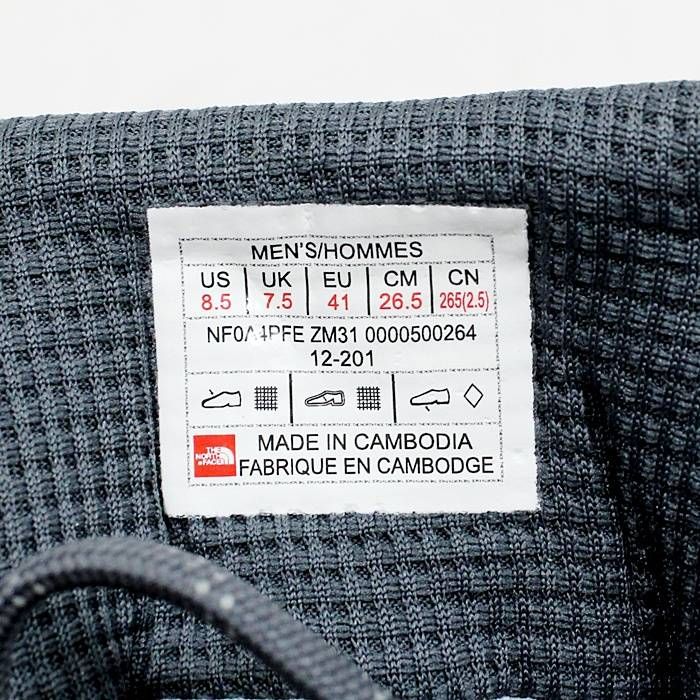 MEN'S/HOMMES
US UK EU CM CN
8.5 7.5 41 26.5 265(2.5)
NF0A4PFE ZM31 0000500264
12-201
MADE IN CAMBODIA
THE NORTH FACE
FABRIQUE EN CAMBODGE